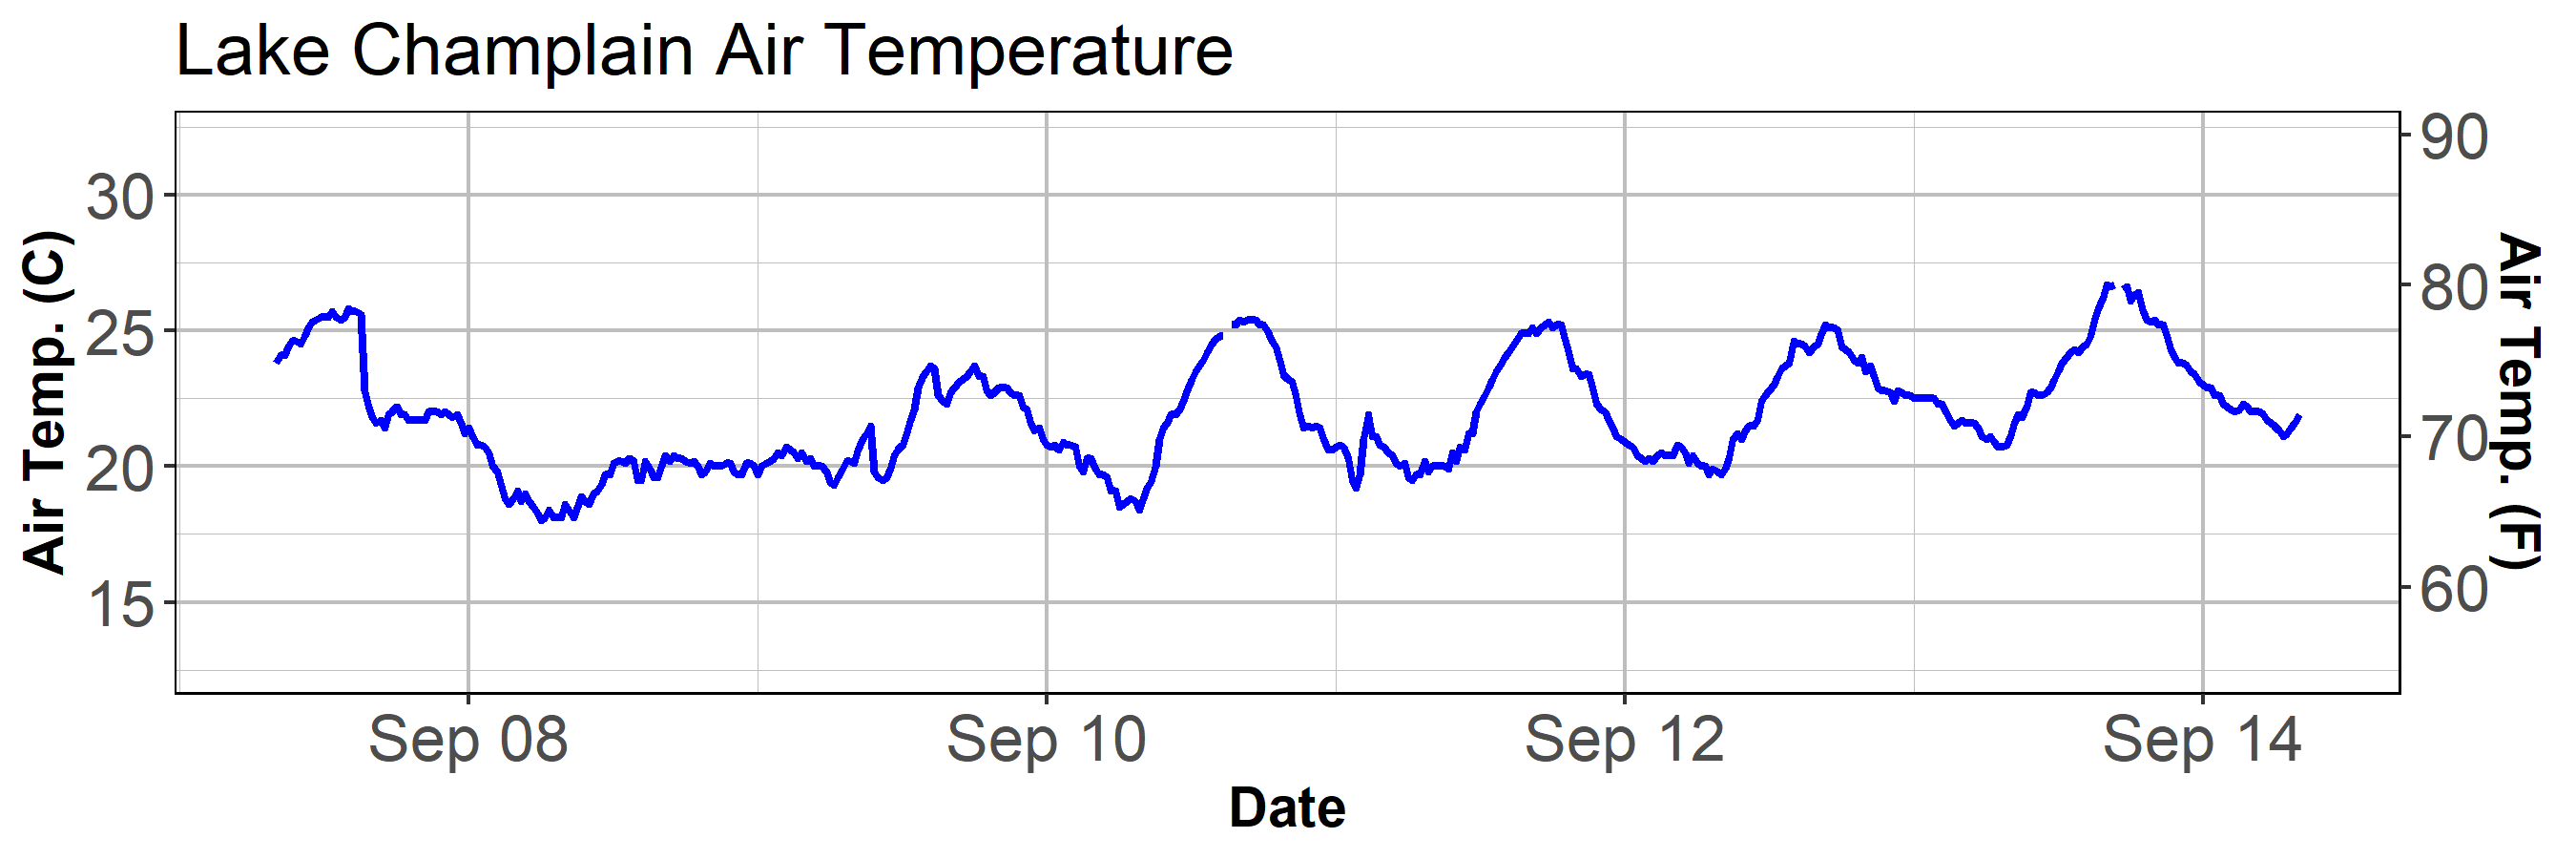 Lake Champlain Air Temperature
Air Temp. (C)
30
25
20
15
90
80
70
60
Air Temp. (F)
Sep 08
Sep 10
Sep 12
Sep 14
Date